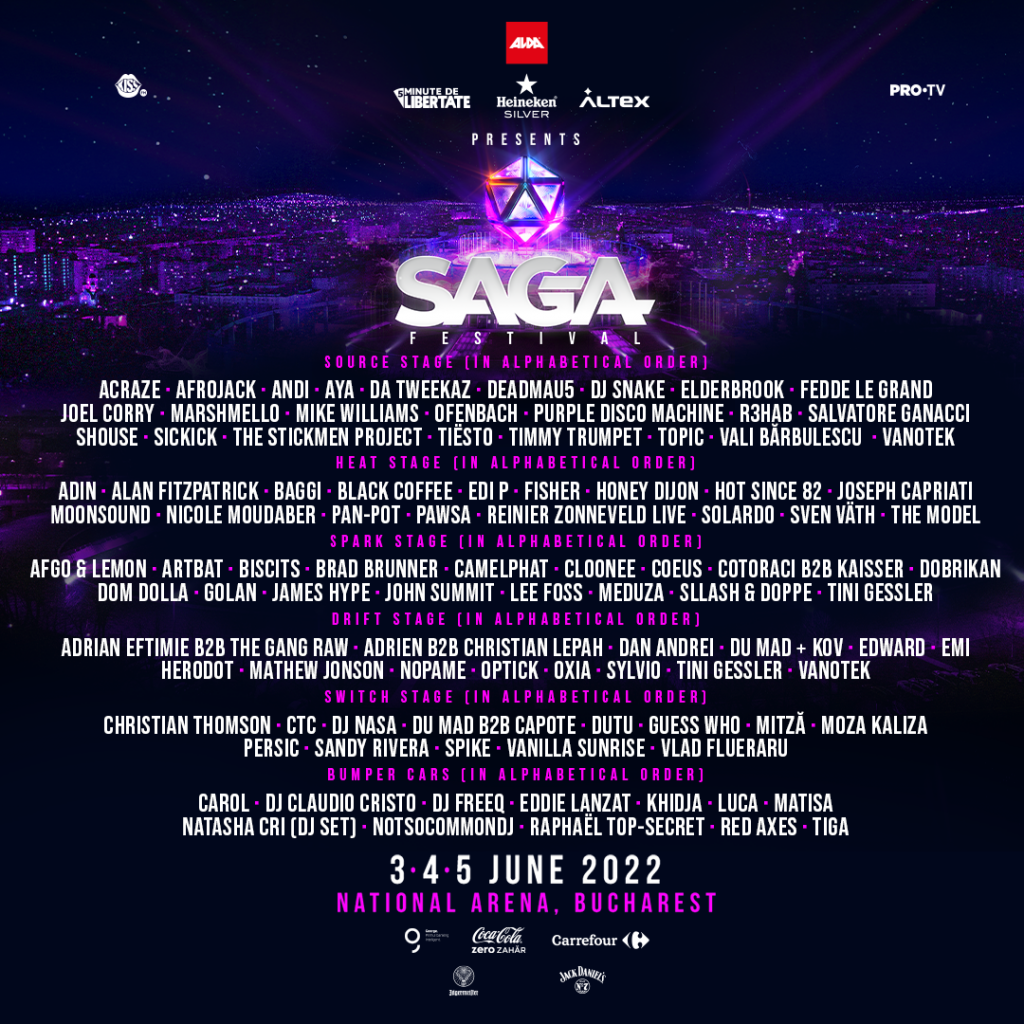 ALDA
KISS FM
5 MINUTE DE
LIBERTATE
Heineken
SILVER
ALTEX
PRO•TV
PRESENTS
SAGA
FESTIVAL
SOURCE STAGE (IN ALPHABETICAL ORDER)
ACRAZE • AFROJACK • ANDI • AYA • DA TWEEKAZ • DEADMAU5 • DJ SNAKE • ELDERBROOK • FEDDE LE GRAND
JOEL CORRY • MARSHMELLO • MIKE WILLIAMS • OFENBACH • PURPLE DISCO MACHINE • R3HAB • SALVATORE GANACCI
SHOUSE • SICKICK • THE STICKMEN PROJECT • TIËSTO • TIMMY TRUMPET • TOPIC • VALI BĂRBULESCU • VANOTEK
HEAT STAGE (IN ALPHABETICAL ORDER)
ADIN • ALAN FITZPATRICK • BAGGI • BLACK COFFEE • EDI P • FISHER • HONEY DIJON • HOT SINCE 82 • JOSEPH CAPRIATI
MOONSOUND • NICOLE MOUDABER • PAN-POT • PAWSA • REINIER ZONNEVELD LIVE • SOLARDO • SVEN VÄTH • THE MODEL
SPARK STAGE (IN ALPHABETICAL ORDER)
AFGO & LEMON • ARTBAT • BISCITS • BRAD BRUNNER • CAMELPHAT • CLOONEE • COEUS • COTORACI B2B KAISSER • DOBRIKAN
DOM DOLLA • GOLAN • JAMES HYPE • JOHN SUMMIT • LEE FOSS • MEDUZA • SLLASH & DOPPE • TINI GESSLER
DRIFT STAGE (IN ALPHABETICAL ORDER)
ADRIAN EFTIMIE B2B THE GANG RAW • ADRIEN B2B CHRISTIAN LEPAH • DAN ANDREI • DU MAD + KOV • EDWARD • EMI
HERODOT • MATHEW JONSON • NOPAME • OPTICK • OXIA • SYLVIO • TINI GESSLER • VANOTEK
SWITCH STAGE (IN ALPHABETICAL ORDER)
CHRISTIAN THOMSON • CTC • DJ NASA • DU MAD B2B CAPOTE • DUTU • GUESS WHO • MITZĂ • MOZA KALIZA
PERSIC • SANDY RIVERA • SPIKE • VANILLA SUNRISE • VLAD FLUERARU
BUMPER CARS (IN ALPHABETICAL ORDER)
CAROL • DJ CLAUDIO CRISTO • DJ FREEQ • EDDIE LANZAT • KHIDJA • LUCA • MATISA
NATASHA CRI (DJ SET) • NOTSOCOMMONDJ • RAPHAËL TOP-SECRET • RED AXES • TIGA
3•4•5 JUNE 2022
NATIONAL ARENA, BUCHAREST
George.
Coca-Cola
zero ZAHĂR
Carrefour
Jägermeister
JACK DANIEL'S